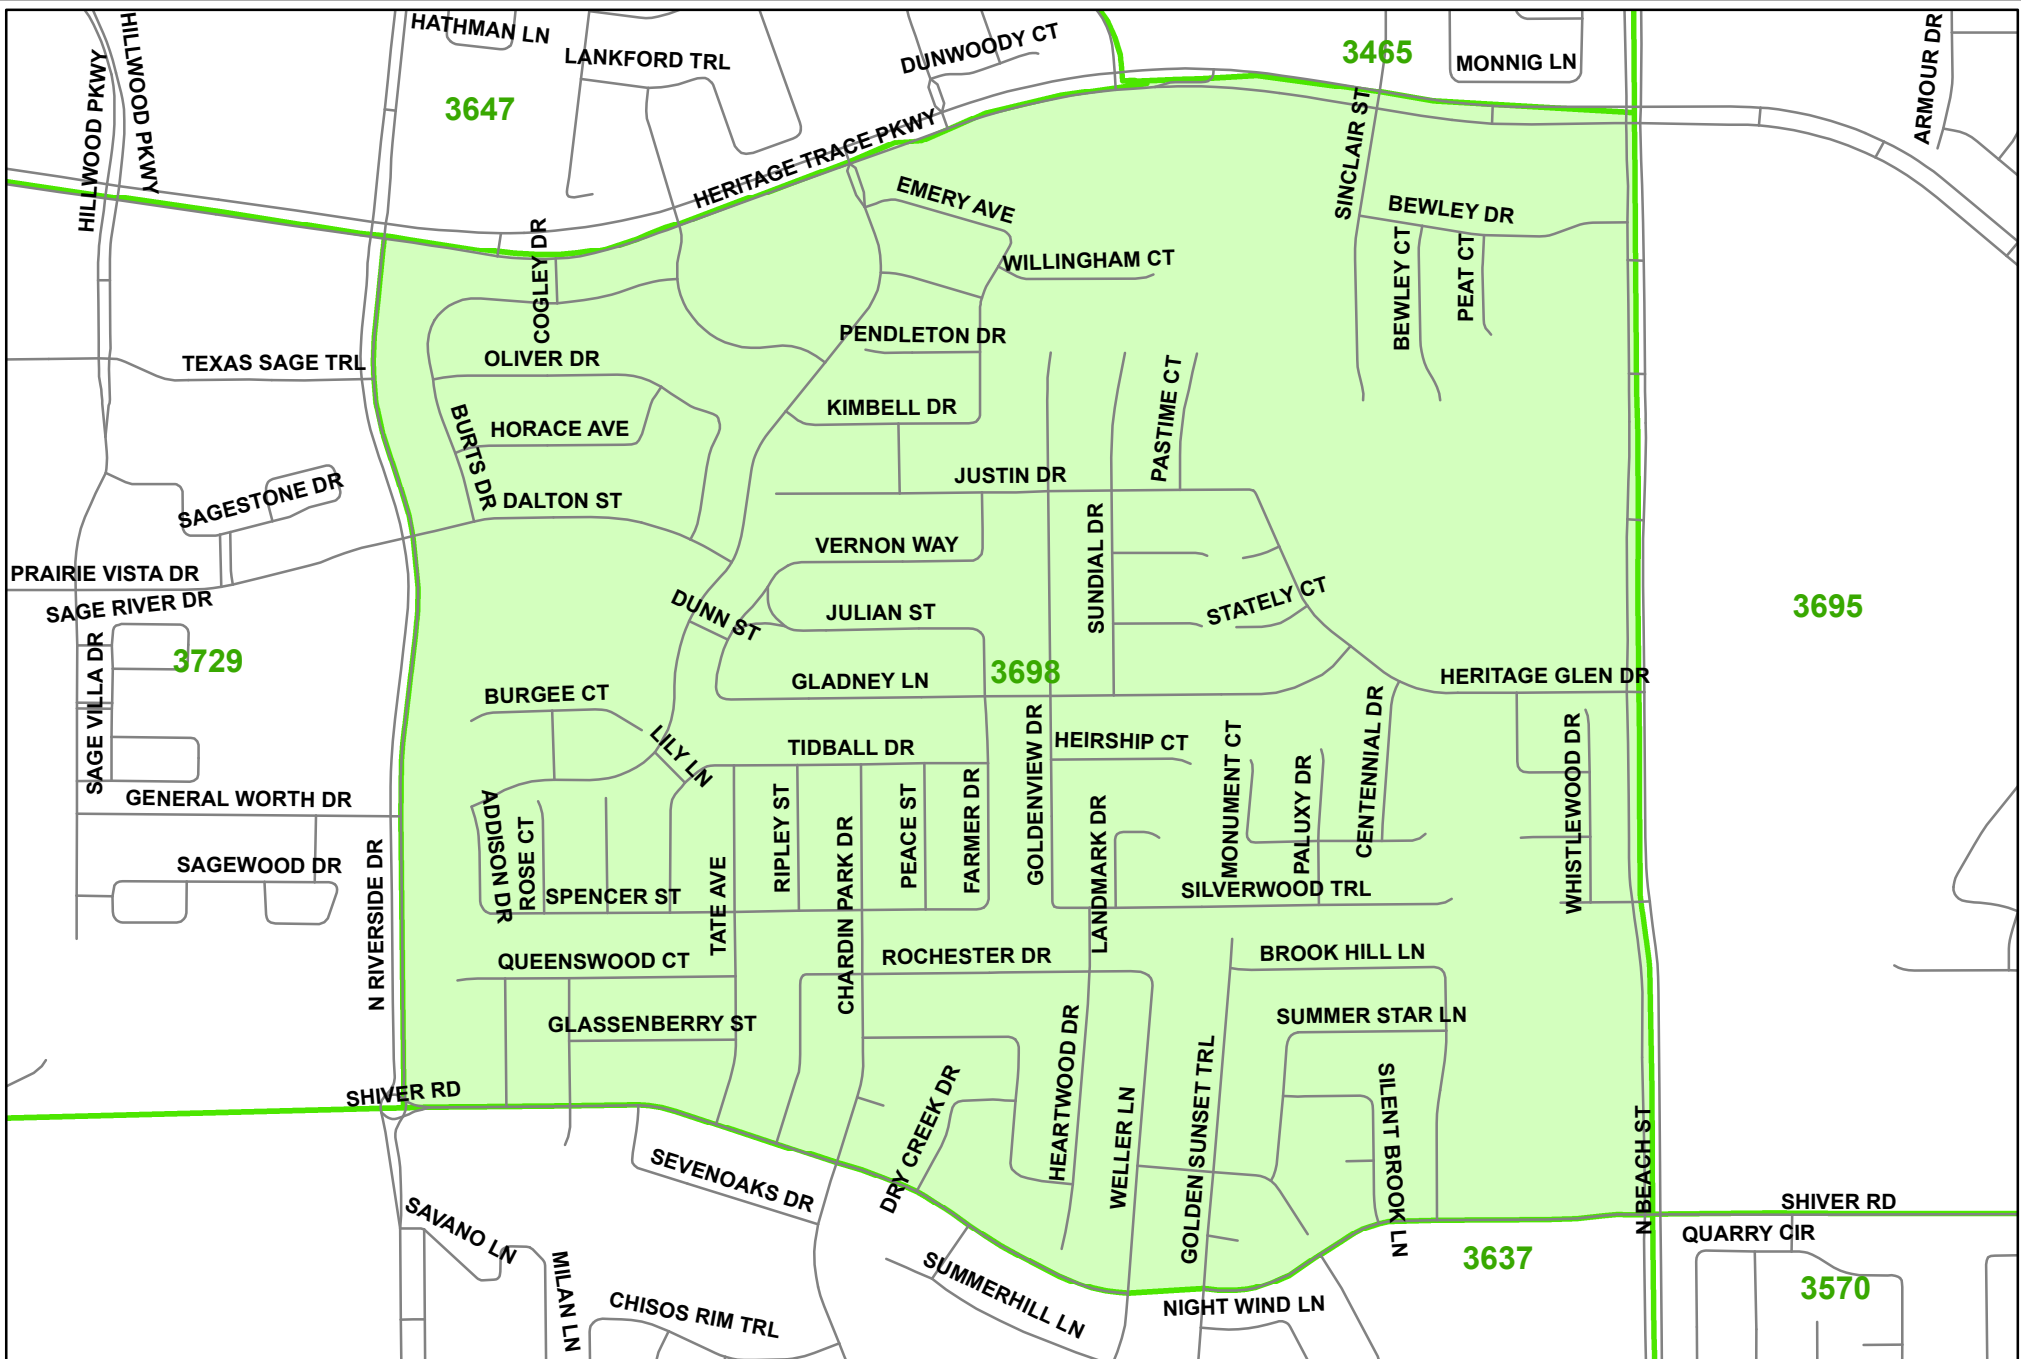 HATHMAN LN
HILLWOOD PKWY
HILLWOOD PKWY
LANKFORD TRL
DUNWOODY CT
3465
MONNIG LN
ARMOUR DR
3647
HERITAGE TRACE PKWY
SINCLAIR ST
EMERY AVE
BEWLEY DR
COGLEY DR
WILLINGHAM CT
BEWLEY CT
PEAT CT
PENDLETON DR
TEXAS SAGE TRL
OLIVER DR
PASTIME CT
KIMBELL DR
BURTS DR
HORACE AVE
JUSTIN DR
SAGESTONE DR
DALTON ST
VERNON WAY
SUNDIAL DR
PRAIRIE VISTA DR
SAGE RIVER DR
DUNN ST
JULIAN ST
STATELY CT
3695
3729
SAGE VILLA DR
3698
GLADNEY LN
HERITAGE GLEN DR
BURGEE CT
LILY LN
TIDBALL DR
GOLDENVIEW DR
HEIRSHIP CT
MONUMENT CT
PALUXY DR
CENTENNIAL DR
WHISTLEWOOD DR
GENERAL WORTH DR
ADDISON DR
ROSE CT
RIPLEY ST
CHARDIN PARK DR
PEACE ST
FARMER DR
LANDMARK DR
SAGEWOOD DR
N RIVERSIDE DR
SPENCER ST
TATE AVE
SILVERWOOD TRL
QUEENSWOOD CT
ROCHESTER DR
BROOK HILL LN
GLASSENBERRY ST
SUMMER STAR LN
HEARTWOOD DR
WELLER LN
GOLDEN SUNSET TRL
SILENT BROOK LN
SHIVER RD
DRY CREEK DR
N BEACH ST
SEVENOAKS DR
SHIVER RD
SAVANO LN
QUARRY CIR
3637
MILAN LN
SUMMERHILL LN
3570
CHISOS RIM TRL
NIGHT WIND LN